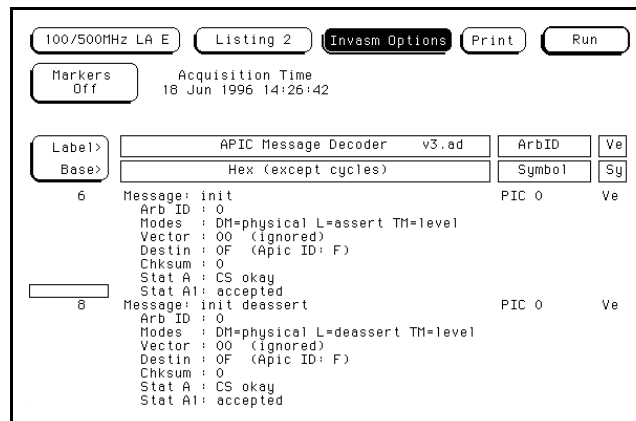 100/500MHz LA E Listing 2 Invasm Options Print Run
Markers Off Acquisition Time
18 Jun 1996 14:26:42
Label> APIC Message Decoder v3.ad ArbID Ve
Base> Hex (except cycles) Symbol Sy
6 Message: init PIC 0 Ve
Arb ID : 0
Modes : DM=physical L=assert TM=level
Vector : 00 (ignored)
Destin : 0F (Apic ID: F)
Chksum : 0
Stat A : CS okay
Stat A1: accepted
8 Message: init deassert PIC 0 Ve
Arb ID : 0
Modes : DM=physical L=deassert TM=level
Vector : 00 (ignored)
Destin : 0F (Apic ID: F)
Chksum : 0
Stat A : CS okay
Stat A1: accepted